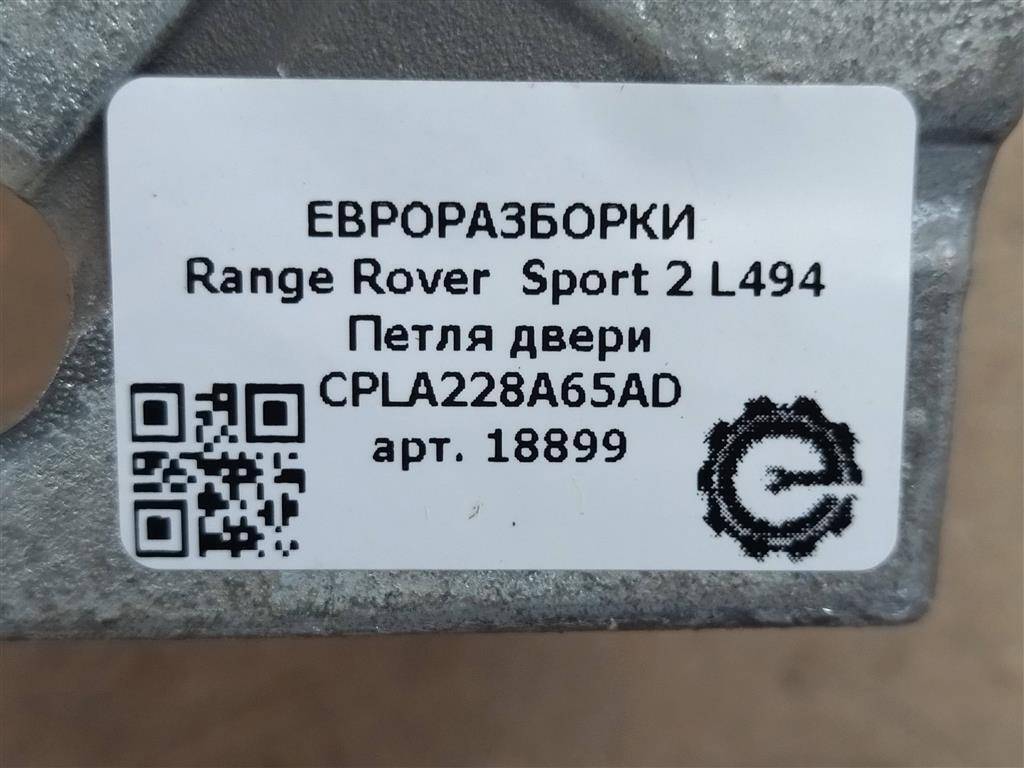 ЕВРОРАЗБОРКИ
Range Rover Sport 2 L494
Петля двери
CPLA228A65AD
арт. 18899